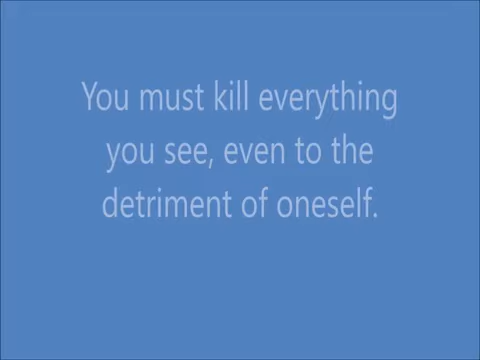 You must kill everything
you see, even to the
detriment of oneself.